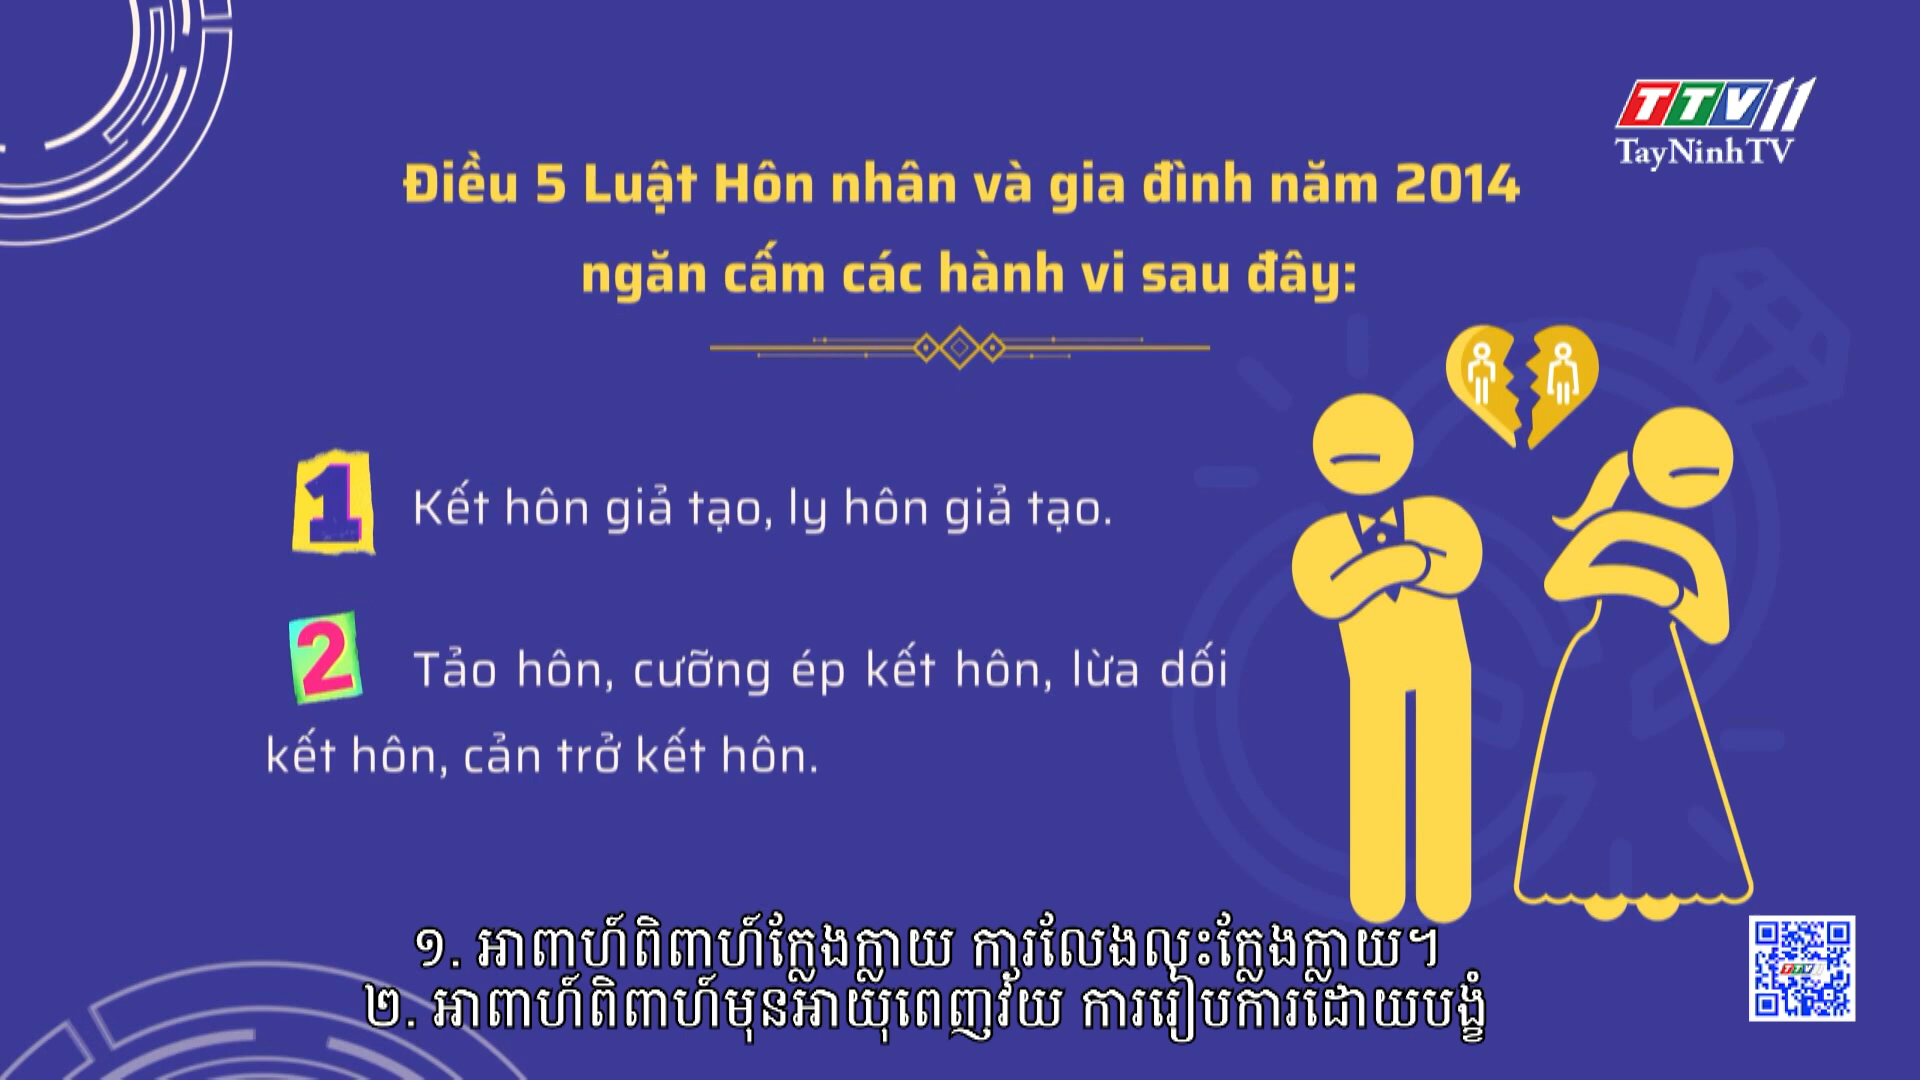 TTV11
TayNinhTV
Điều 5 Luật Hôn nhân và gia đình năm 2014
ngăn cấm các hành vi sau đây:
1 Kết hôn giả tạo, ly hôn giả tạo.
2 Tảo hôn, cưỡng ép kết hôn, lừa dối
kết hôn, cản trở kết hôn.
១. អាពាហ៍ពិពាហ៍ក្លែងក្លាយ ការលែងលះក្លែងក្លាយ។
២. អាពាហ៍ពិពាហ៍មុនអាយុពេញវ័យ ការរៀបការដោយបង្ខំ
TTV11